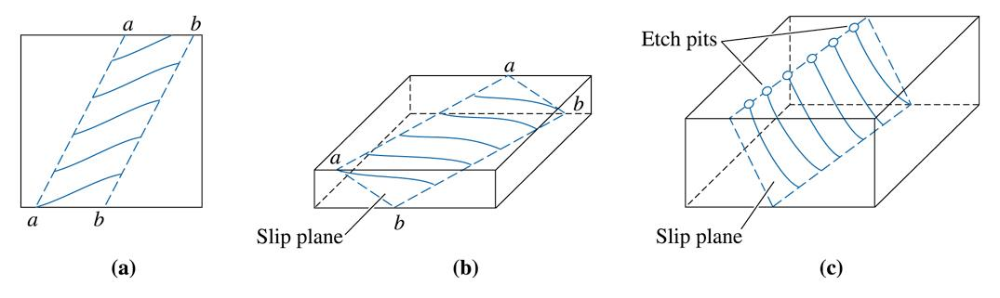 a b
a b
(a)
a
b
a
b
Slip plane
(b)
Etch pits
Slip plane
(c)